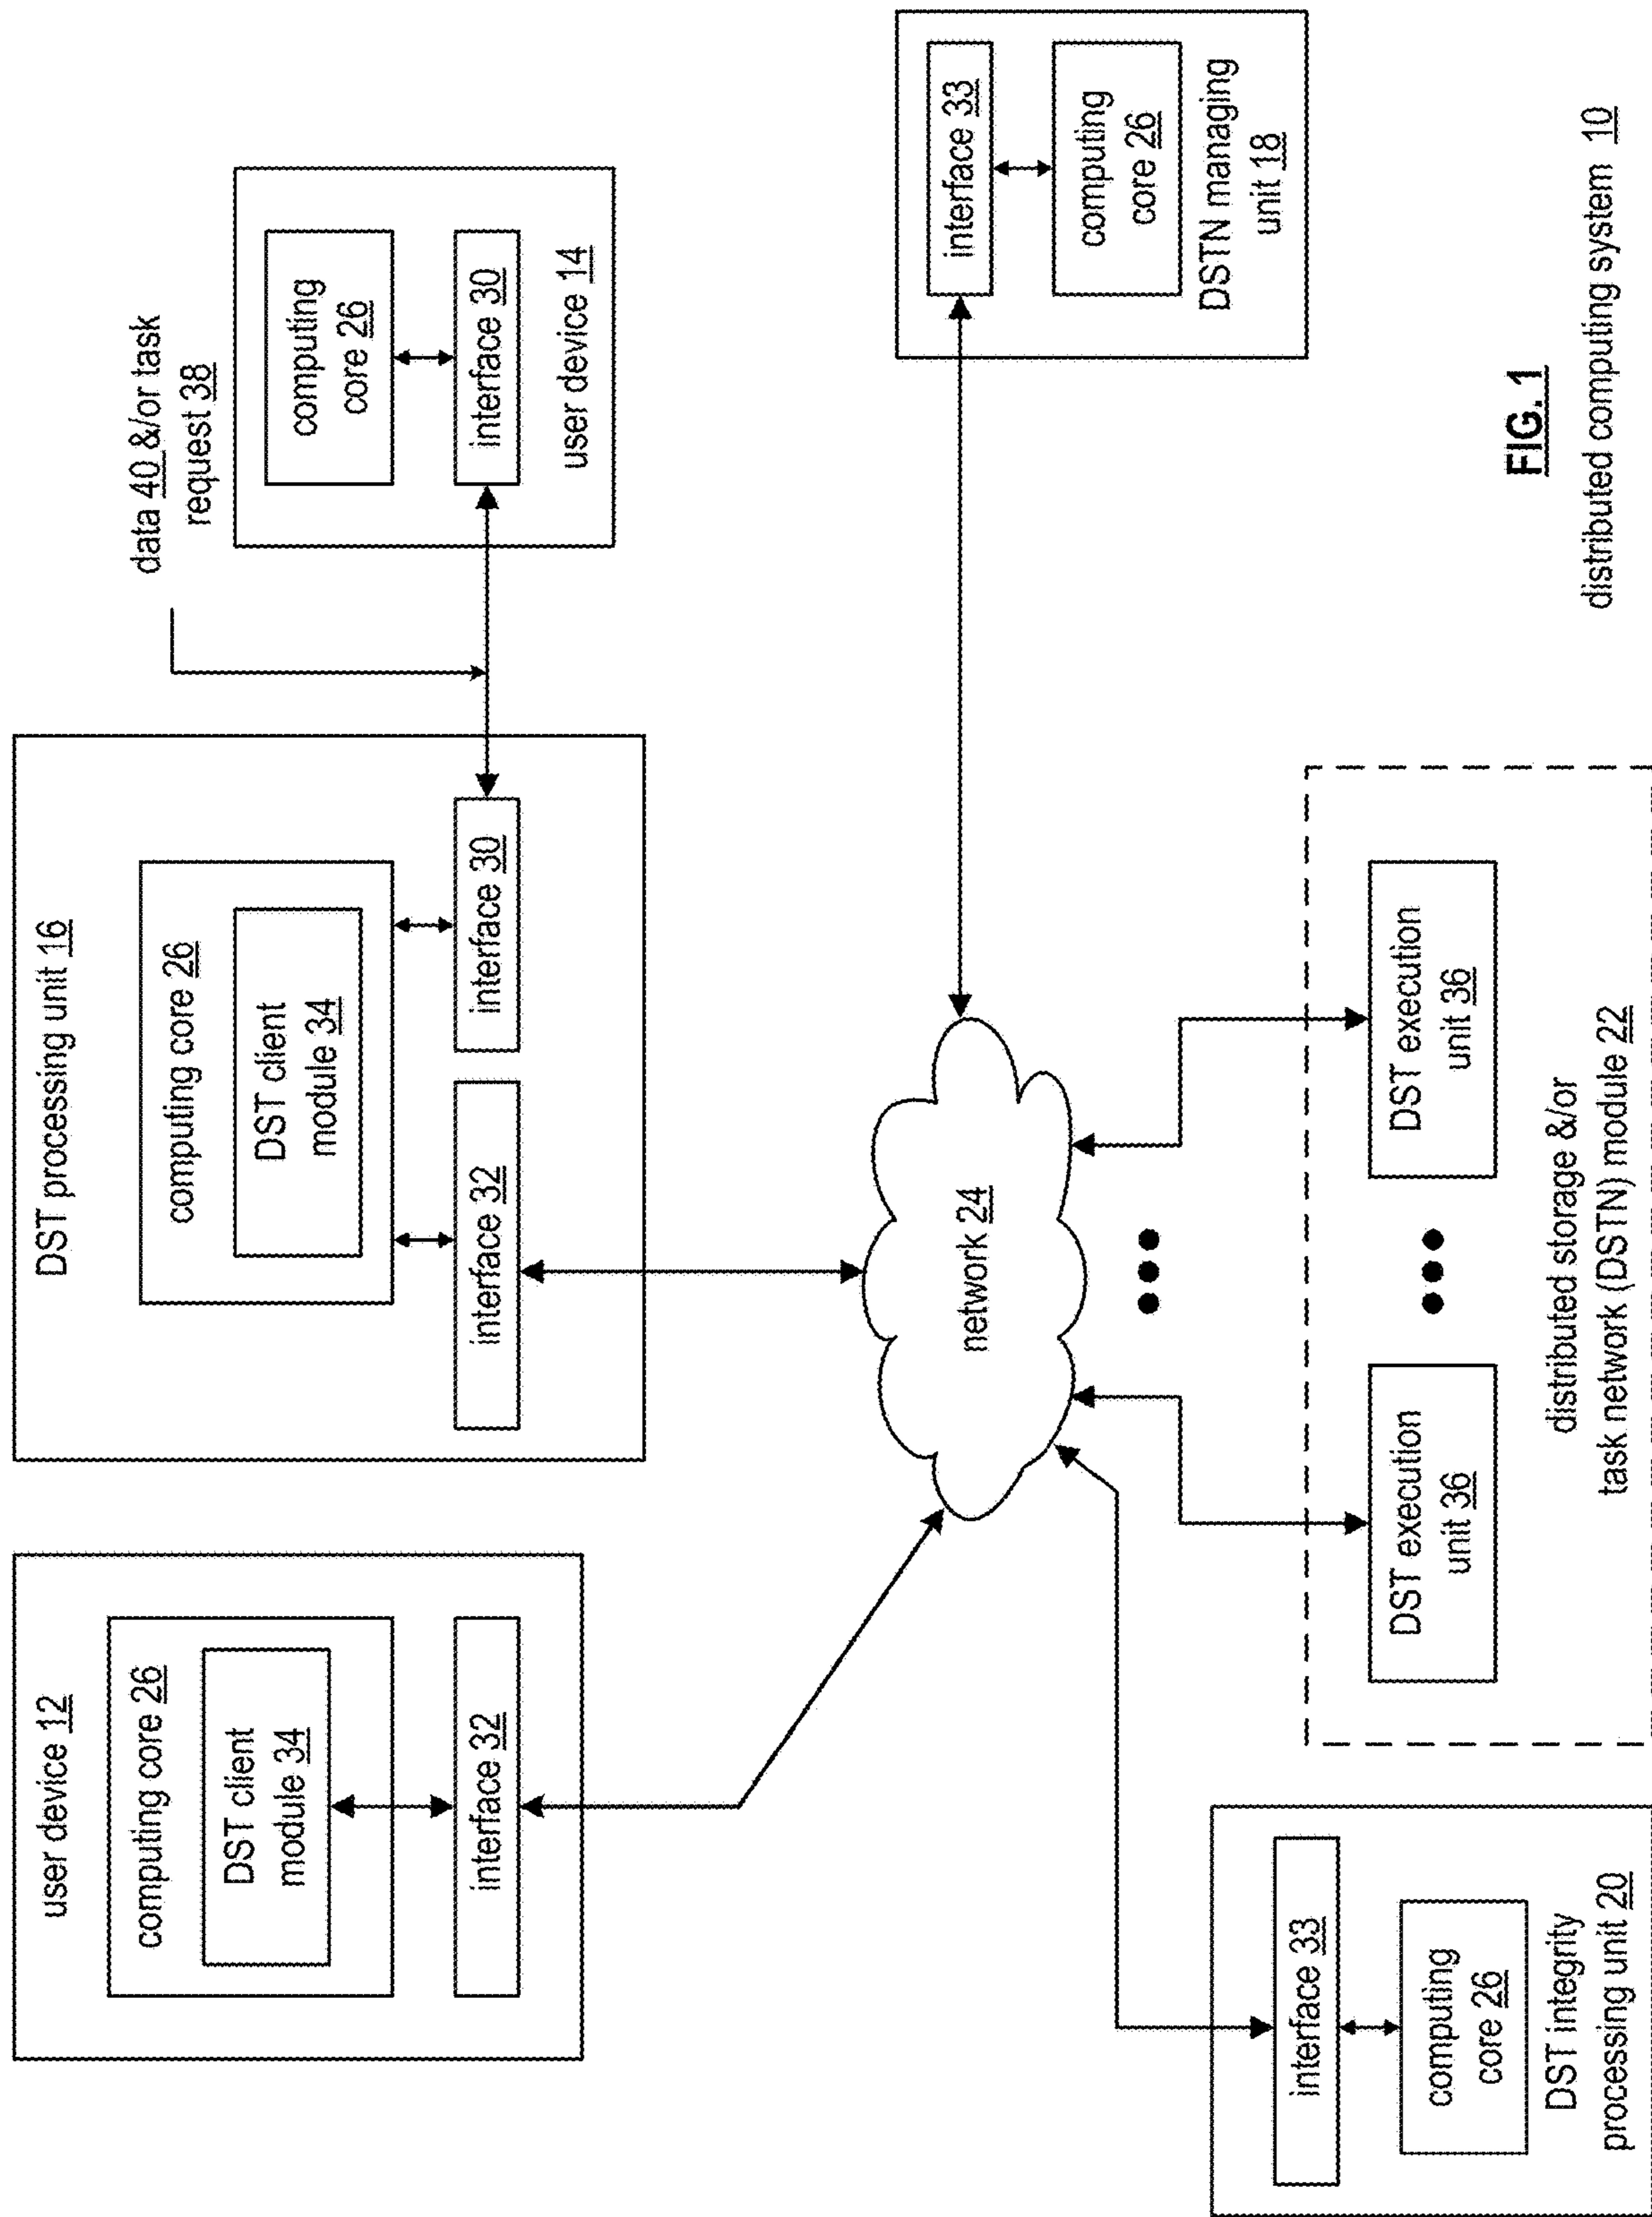 user device 12
computing core 26
DST client
module 34
interface 32
DST processing unit 16
computing core 26
DST client
module 34
interface 32
interface 30
data 40 &/or task
request 38
computing
core 26
interface 30
user device 14
network 24
interface 33
computing
core 26
DSTN managing
unit 18
interface 33
computing
core 26
DST integrity
processing unit 20
DST execution
unit 36
DST execution
unit 36
distributed storage &/or
task network (DSTN) module 22
FIG. 1
distributed computing system 10